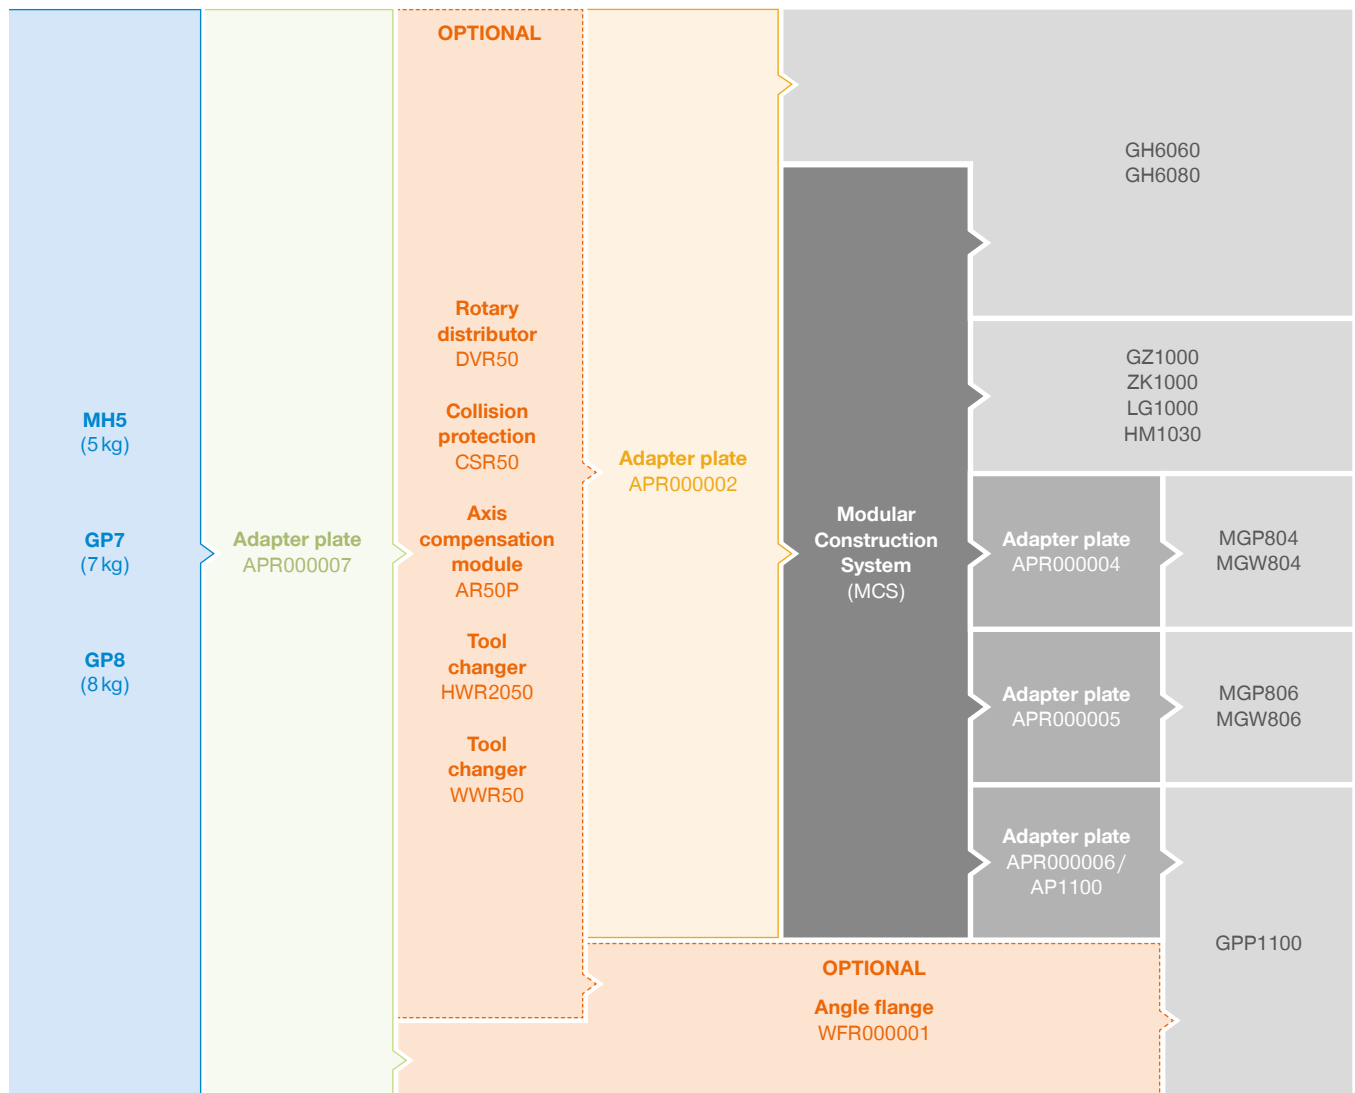 MH5
(5 kg)
GP7
(7 kg)
GP8
(8 kg)
Adapter plate
APR000007
OPTIONAL
Rotary
distributor
DVR50
Collision
protection
CSR50
Axis
compensation
module
AR50P
Tool
changer
HWR2050
Tool
changer
WWR50
Adapter plate
APR000002
Modular
Construction
System
(MCS)
GH6060
GH6080
GZ1000
ZK1000
LG1000
HM1030
Adapter plate
APR000004
MGP804
MGW804
Adapter plate
APR000005
MGP806
MGW806
Adapter plate
APR000006 /
AP1100
GPP1100
OPTIONAL
Angle flange
WFR000001